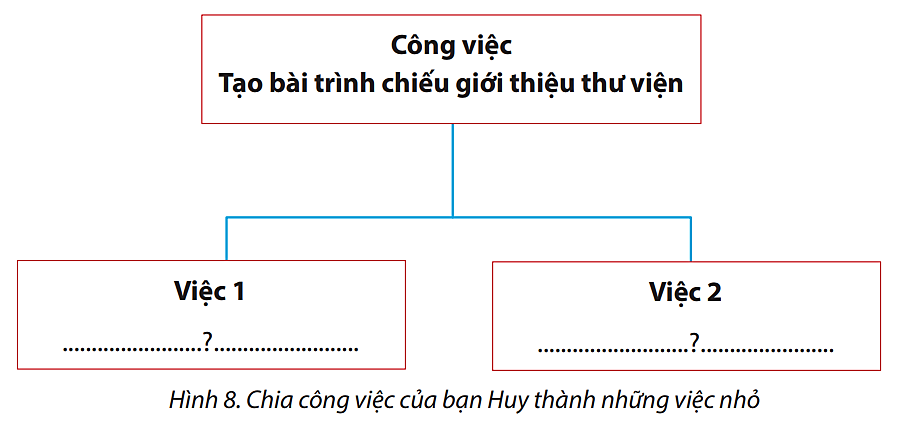 Công việc
Tạo bài trình chiếu giới thiệu thư viện
Việc 1
........................?.........................
Việc 2
..........................?.......................
Hình 8. Chia công việc của bạn Huy thành những việc nhỏ